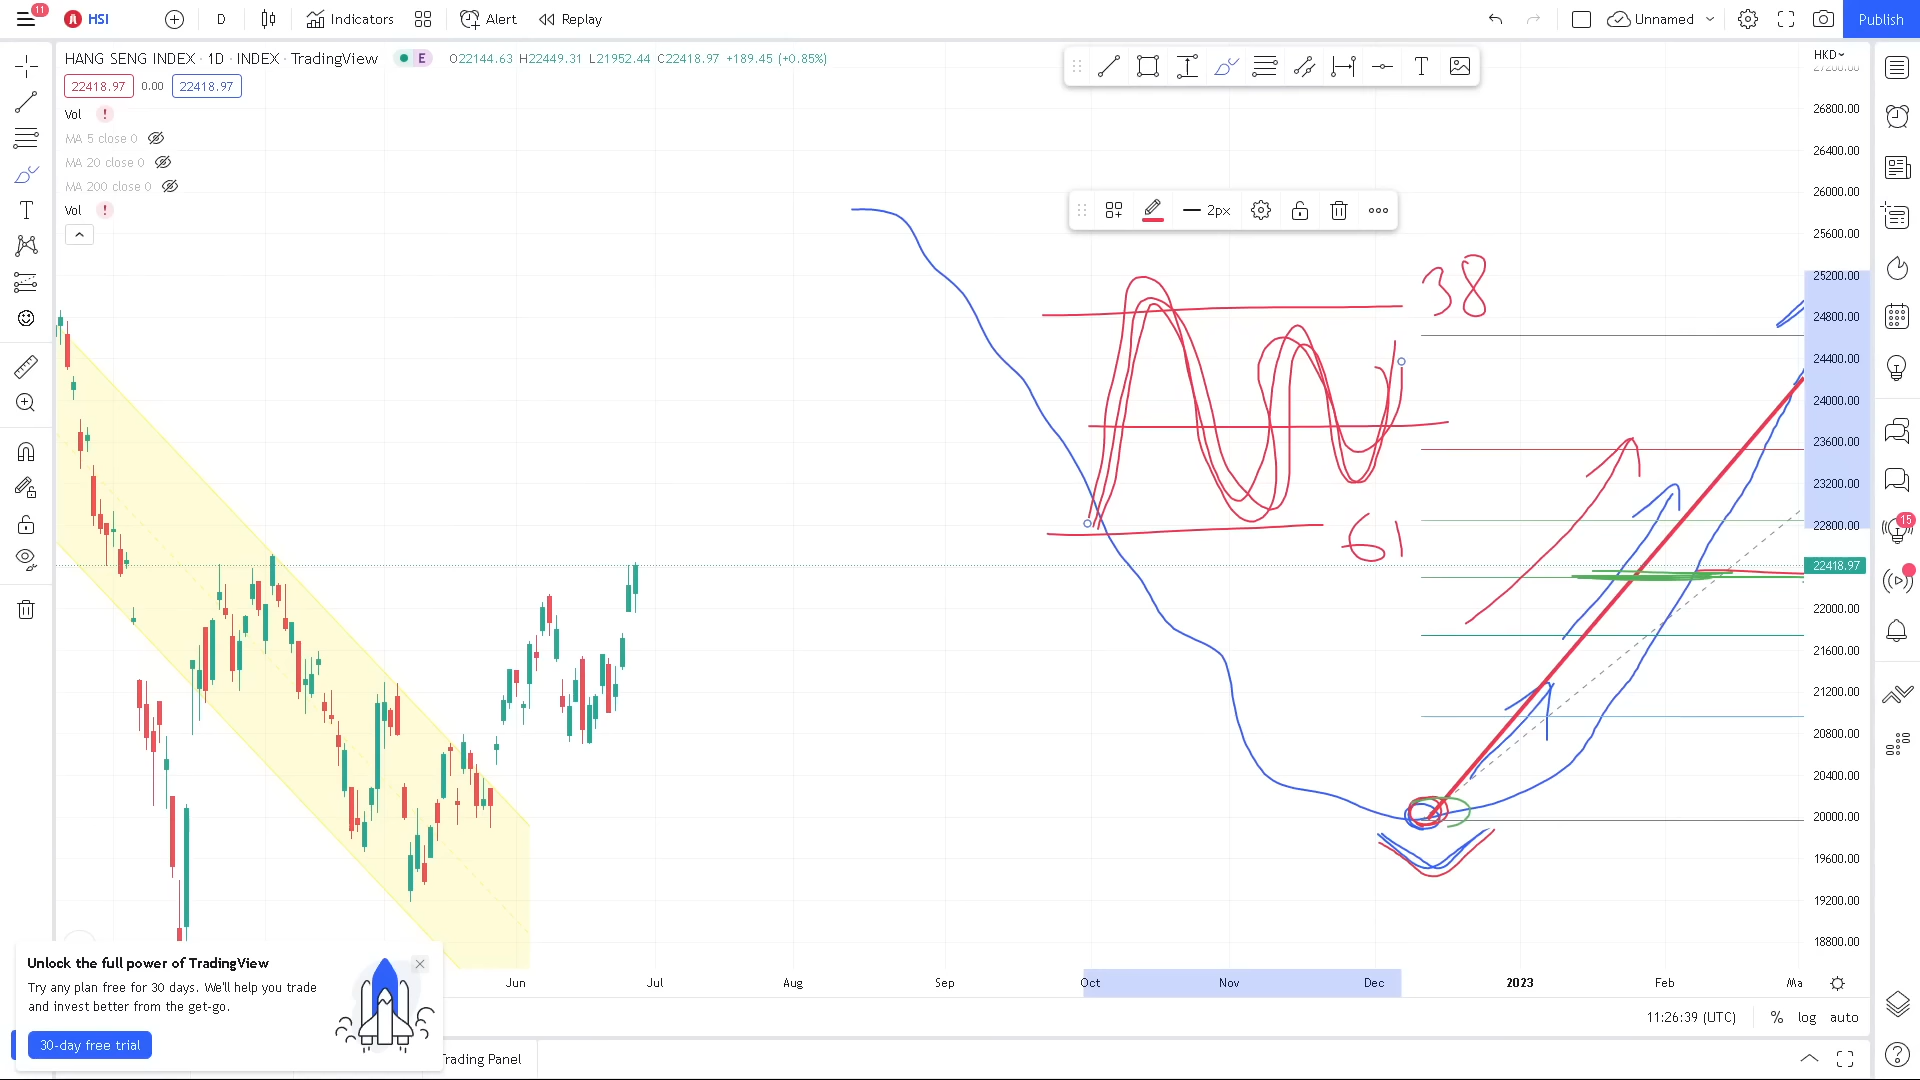 11
HSI
D
Indicators
Alert
Replay
Unnamed
Publish
HANG SENG INDEX · 1D · INDEX · TradingView
E
O22144.63 H22449.31 L21952.44 C22418.97 +189.45 (+0.85%)
22418.97 0.00 22418.97
Vol !
MA 5 close 0
MA 20 close 0
MA 200 close 0
Vol !
T
T
2px
38
61
HKD
27200.00
26800.00
26400.00
26000.00
25600.00
25200.00
24800.00
24400.00
24000.00
23600.00
23200.00
22800.00
22418.97
22000.00
21600.00
21200.00
20800.00
20400.00
20000.00
19600.00
19200.00
18800.00
15
Jun Jul Aug Sep Oct Nov Dec 2023 Feb Ma
Unlock the full power of TradingView
Try any plan free for 30 days. We'll help you trade
and invest better from the get-go.
30-day free trial
Trading Panel
11:26:39 (UTC) % log auto